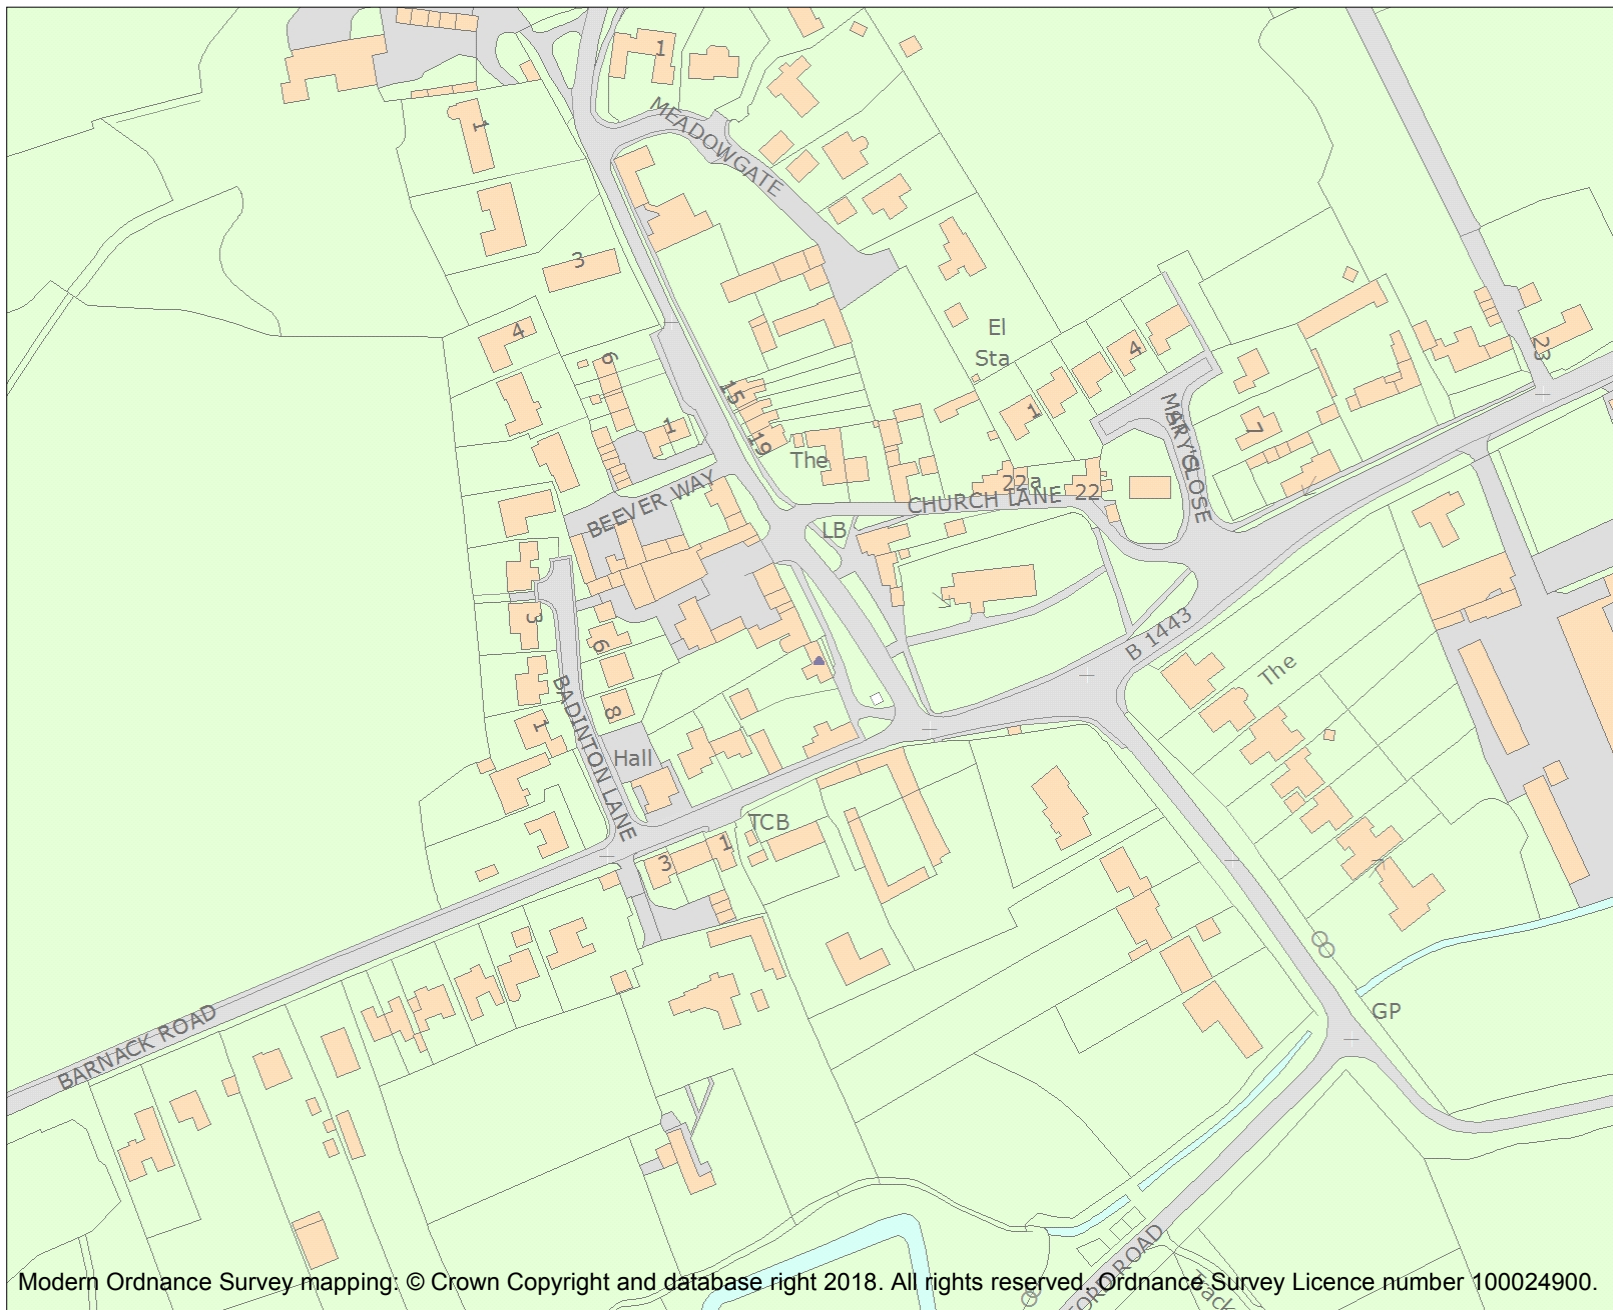 1
MEADOWGATE
1
3
El
Sta
4
4
6
23
15
1
MARY'S
CLOSE
1
7
19
The
22a
22
CHURCH LANE
BEEVER WAY
LB
3
6
B 1443
The
BADINTON LANE
8
1
Hall
TCB
1
3
GP
BARNACK ROAD
ROAD
Modern Ordnance Survey mapping: © Crown Copyright and database right 2018. All rights reserved. Ordnance Survey Licence number 100024900.